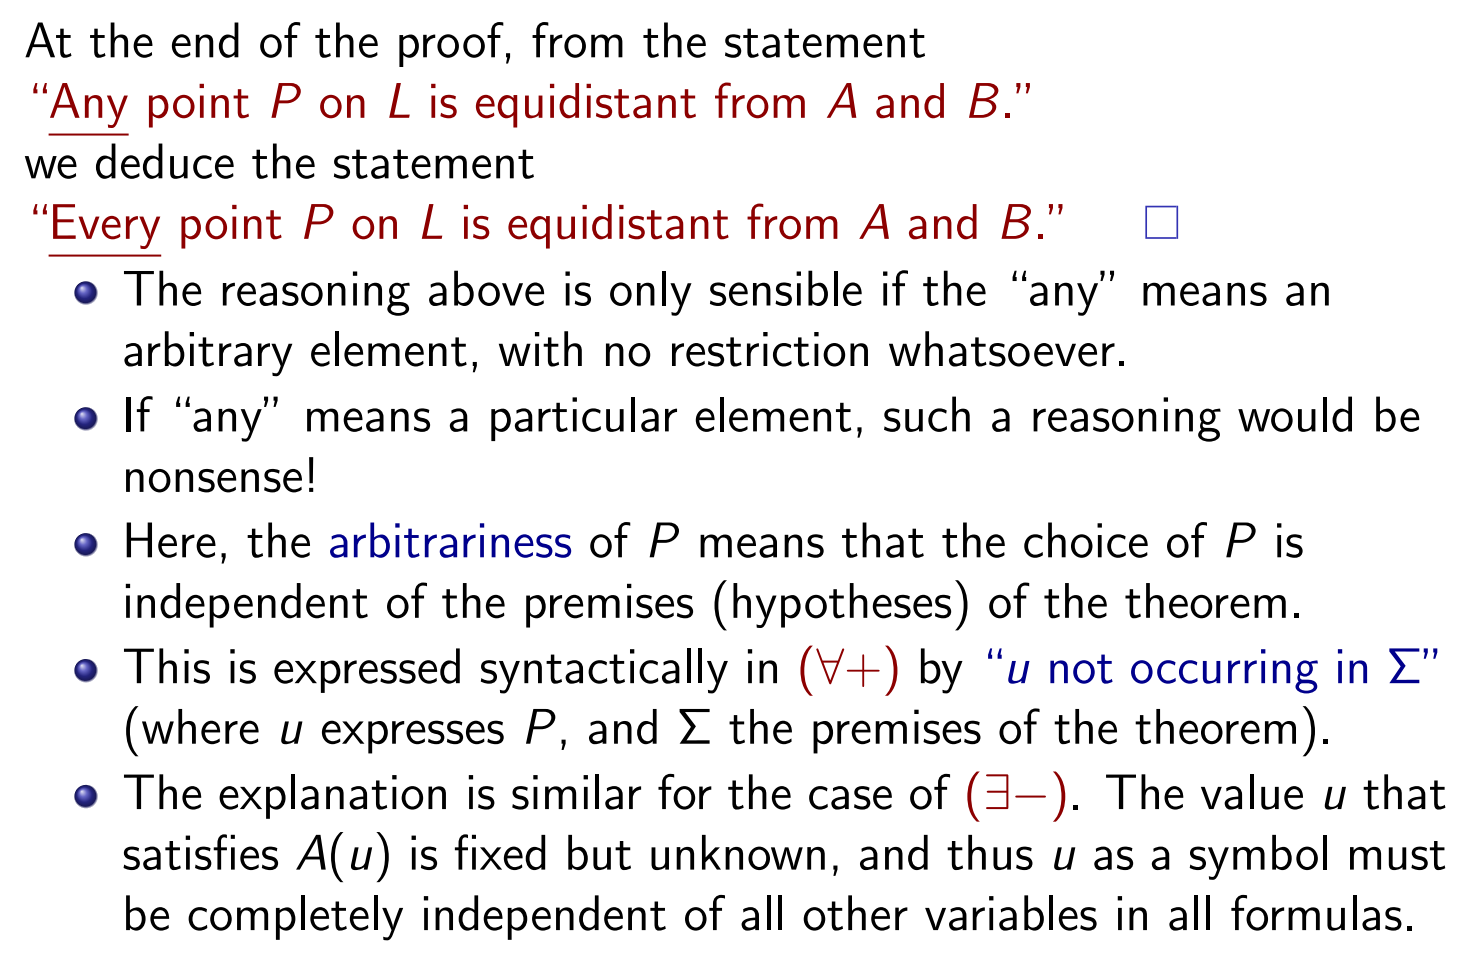 At the end of the proof, from the statement
“Any point P on L is equidistant from A and B.”
we deduce the statement
“Every point P on L is equidistant from A and B.” □
The reasoning above is only sensible if the “any” means an
arbitrary element, with no restriction whatsoever.
If “any” means a particular element, such a reasoning would be
nonsense!
Here, the arbitrariness of P means that the choice of P is
independent of the premises (hypotheses) of the theorem.
This is expressed syntactically in (∀+) by “u not occurring in Σ”
(where u expresses P, and Σ the premises of the theorem).
The explanation is similar for the case of (∃−). The value u that
satisfies A(u) is fixed but unknown, and thus u as a symbol must
be completely independent of all other variables in all formulas.